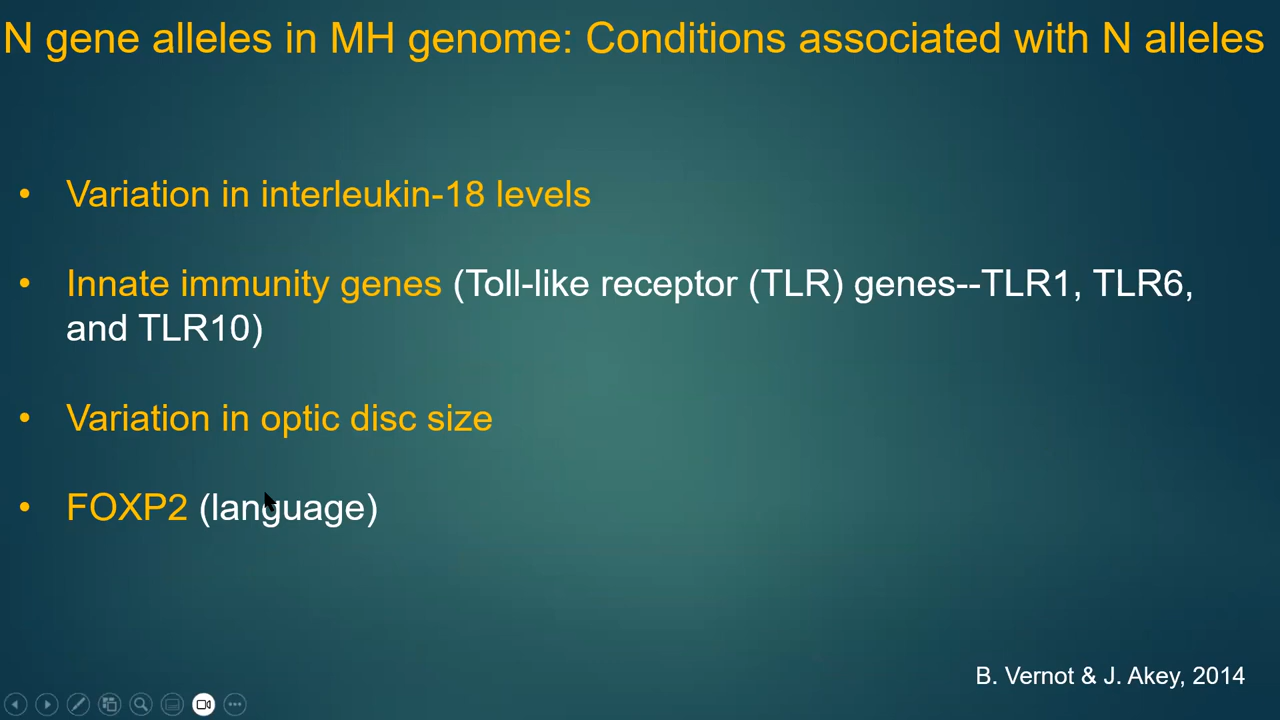 N gene alleles in MH genome: Conditions associated with N alleles
• Variation in interleukin-18 levels
• Innate immunity genes (Toll-like receptor (TLR) genes--TLR1, TLR6,
and TLR10)
• Variation in optic disc size
• FOXP2 (language)
B. Vernot & J. Akey, 2014